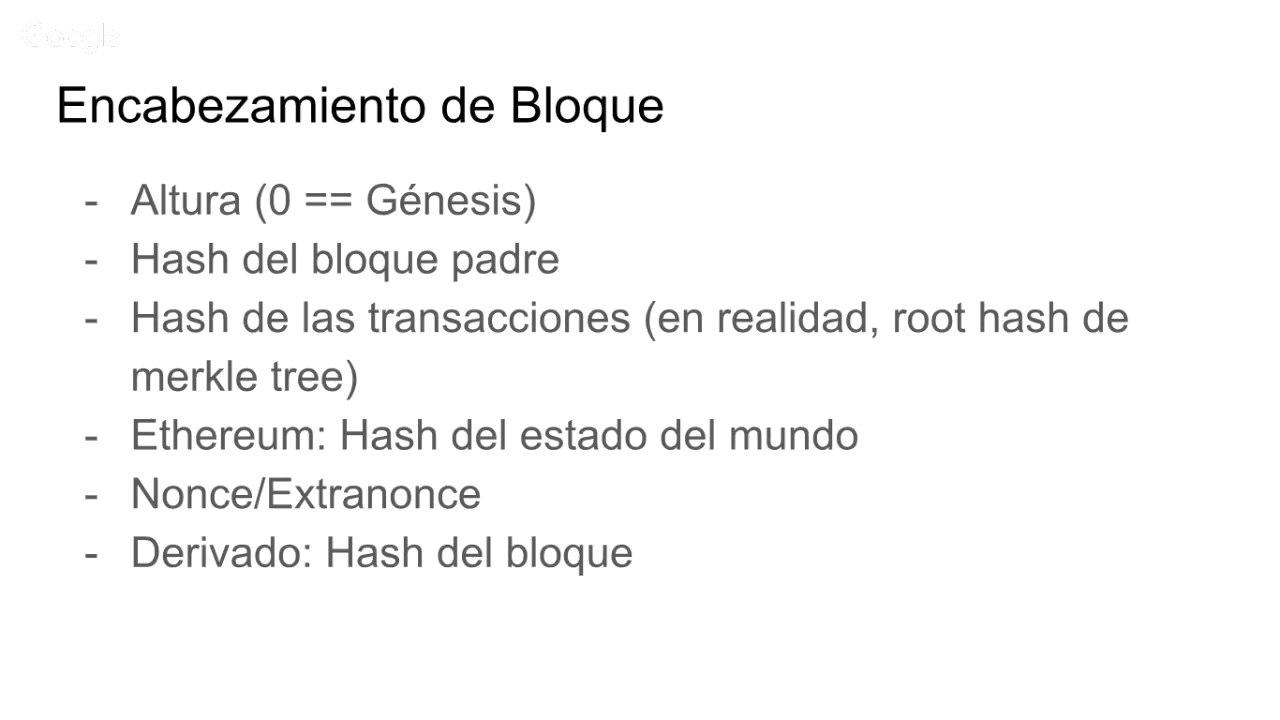 Google
Encabezamiento de Bloque
- Altura (0 == Génesis)
- Hash del bloque padre
- Hash de las transacciones (en realidad, root hash de
merkle tree)
- Ethereum: Hash del estado del mundo
- Nonce/Extranonce
- Derivado: Hash del bloque